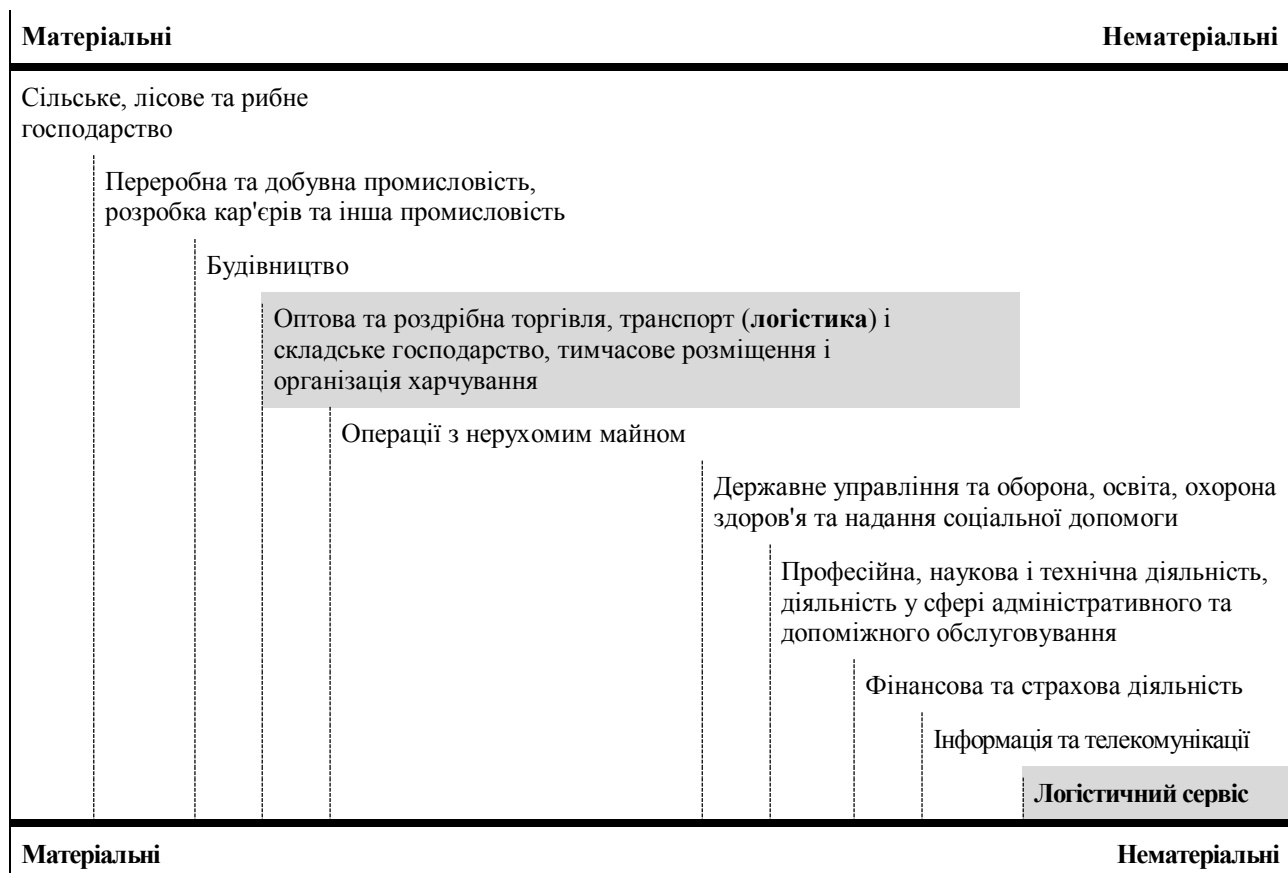 Матеріальні Нематеріальні
Сільське, лісове та рибне
господарство
Переробна та добувна промисловість,
розробка кар'єрів та інша промисловість
Будівництво
Оптова та роздрібна торгівля, транспорт (логістика) і
складське господарство, тимчасове розміщення і
організація харчування
Операції з нерухомим майном
Державне управління та оборона, освіта, охорона
здоров'я та надання соціальної допомоги
Професійна, наукова і технічна діяльність,
діяльність у сфері адміністративного та
допоміжного обслуговування
Фінансова та страхова діяльність
Інформація та телекомунікації
Логістичний сервіс
Матеріальні Нематеріальні